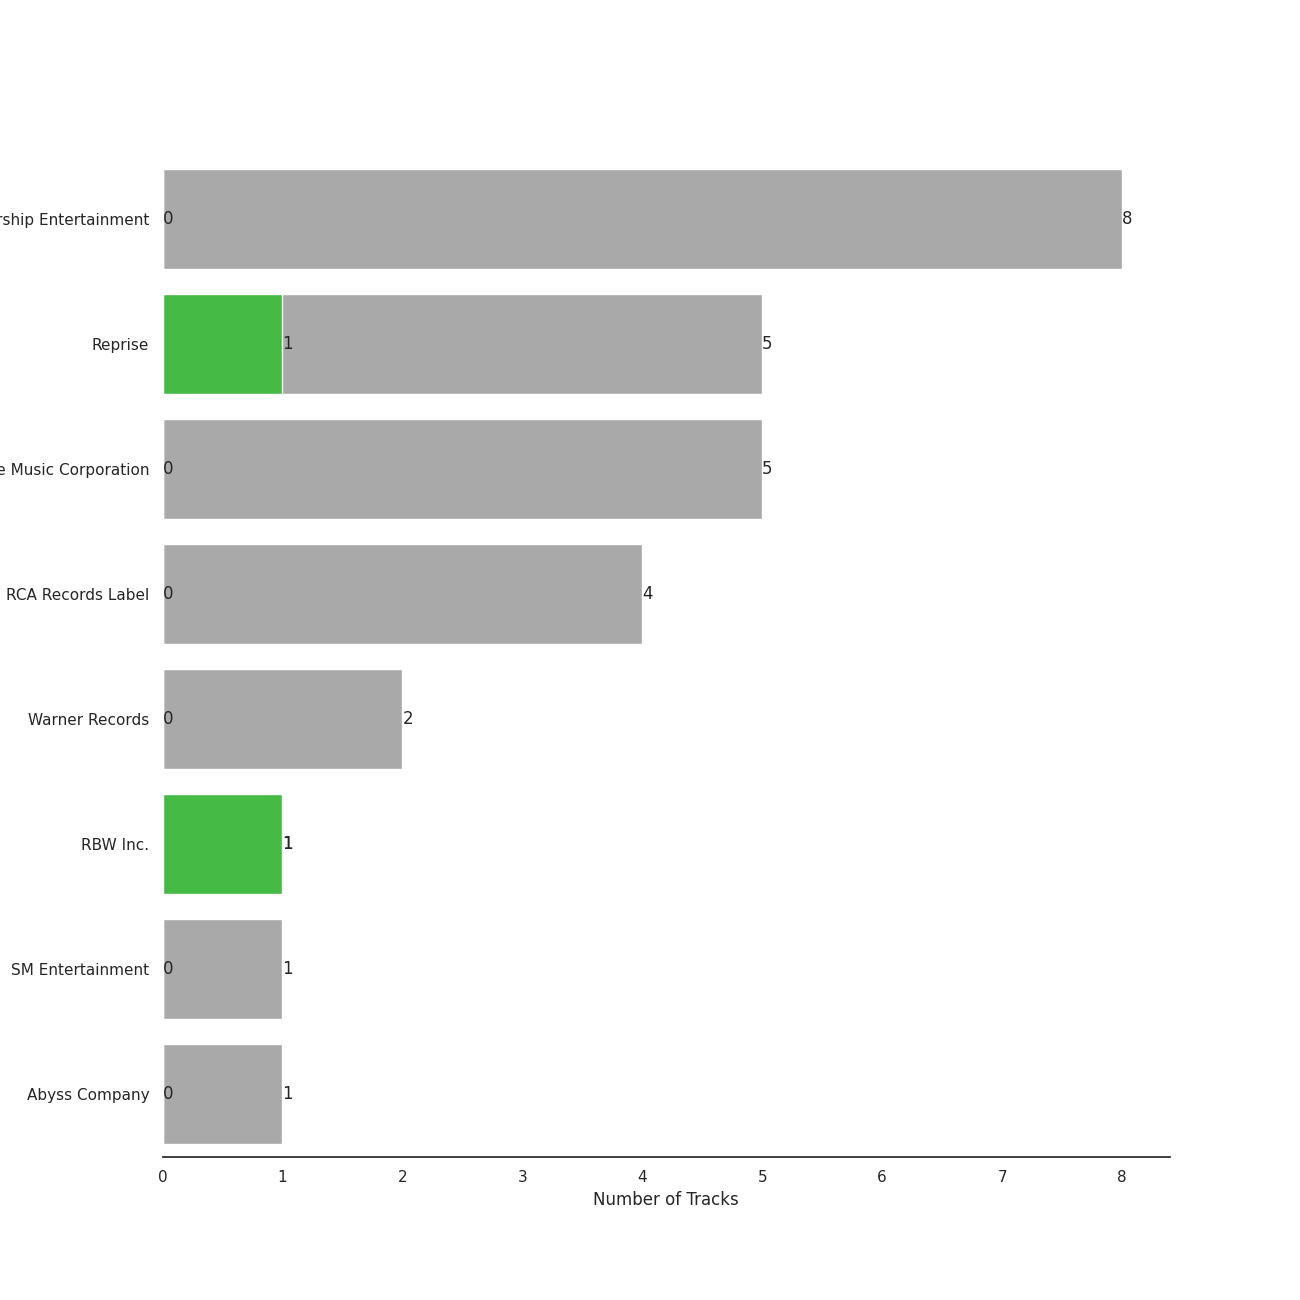 rship Entertainment 0 8
Reprise 1 5
e Music Corporation 0 5
RCA Records Label 0 4
Warner Records 0 2
RBW Inc. 1
SM Entertainment 0 1
Abyss Company 0 1
0 1 2 3 4 5 6 7 8
Number of Tracks